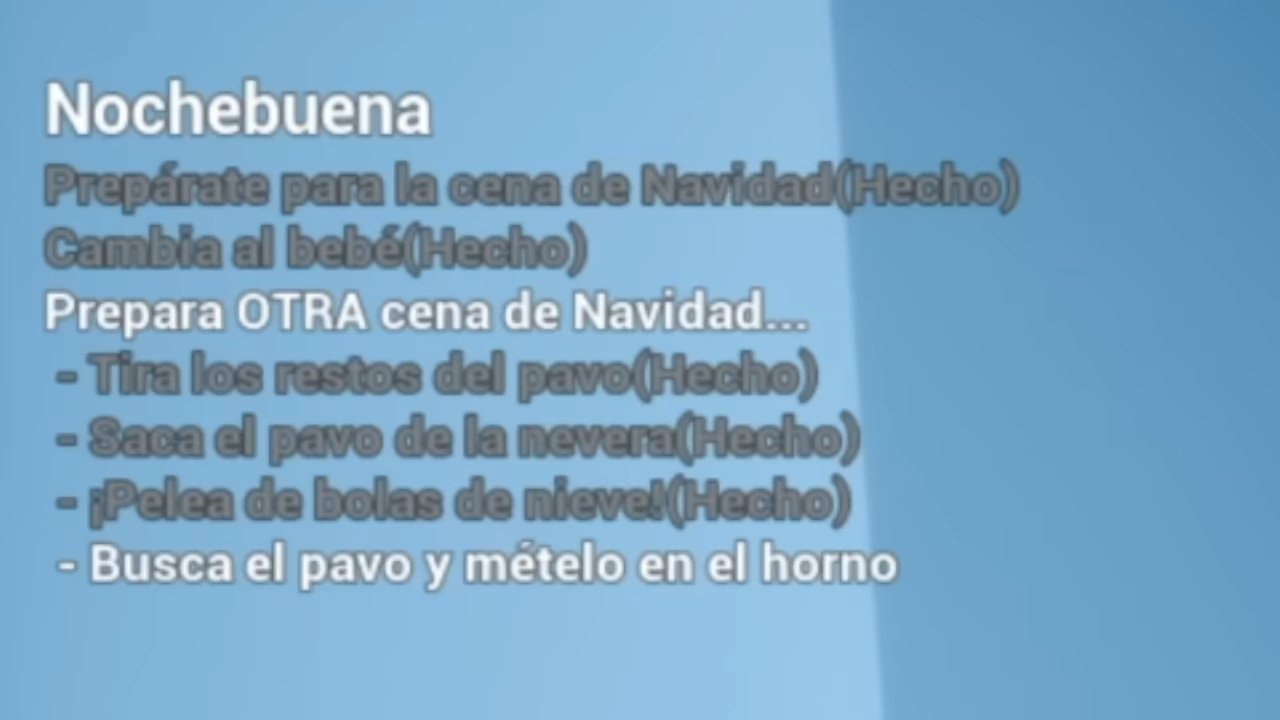 Nochebuena
Prepárate para la cena de Navidad(Hecho)
Cambia al bebé(Hecho)
Prepara OTRA cena de Navidad...
- Tira los restos del pavo(Hecho)
- Saca el pavo de la nevera(Hecho)
- ¡Pelea de bolas de nieve!(Hecho)
- Busca el pavo y mételo en el horno